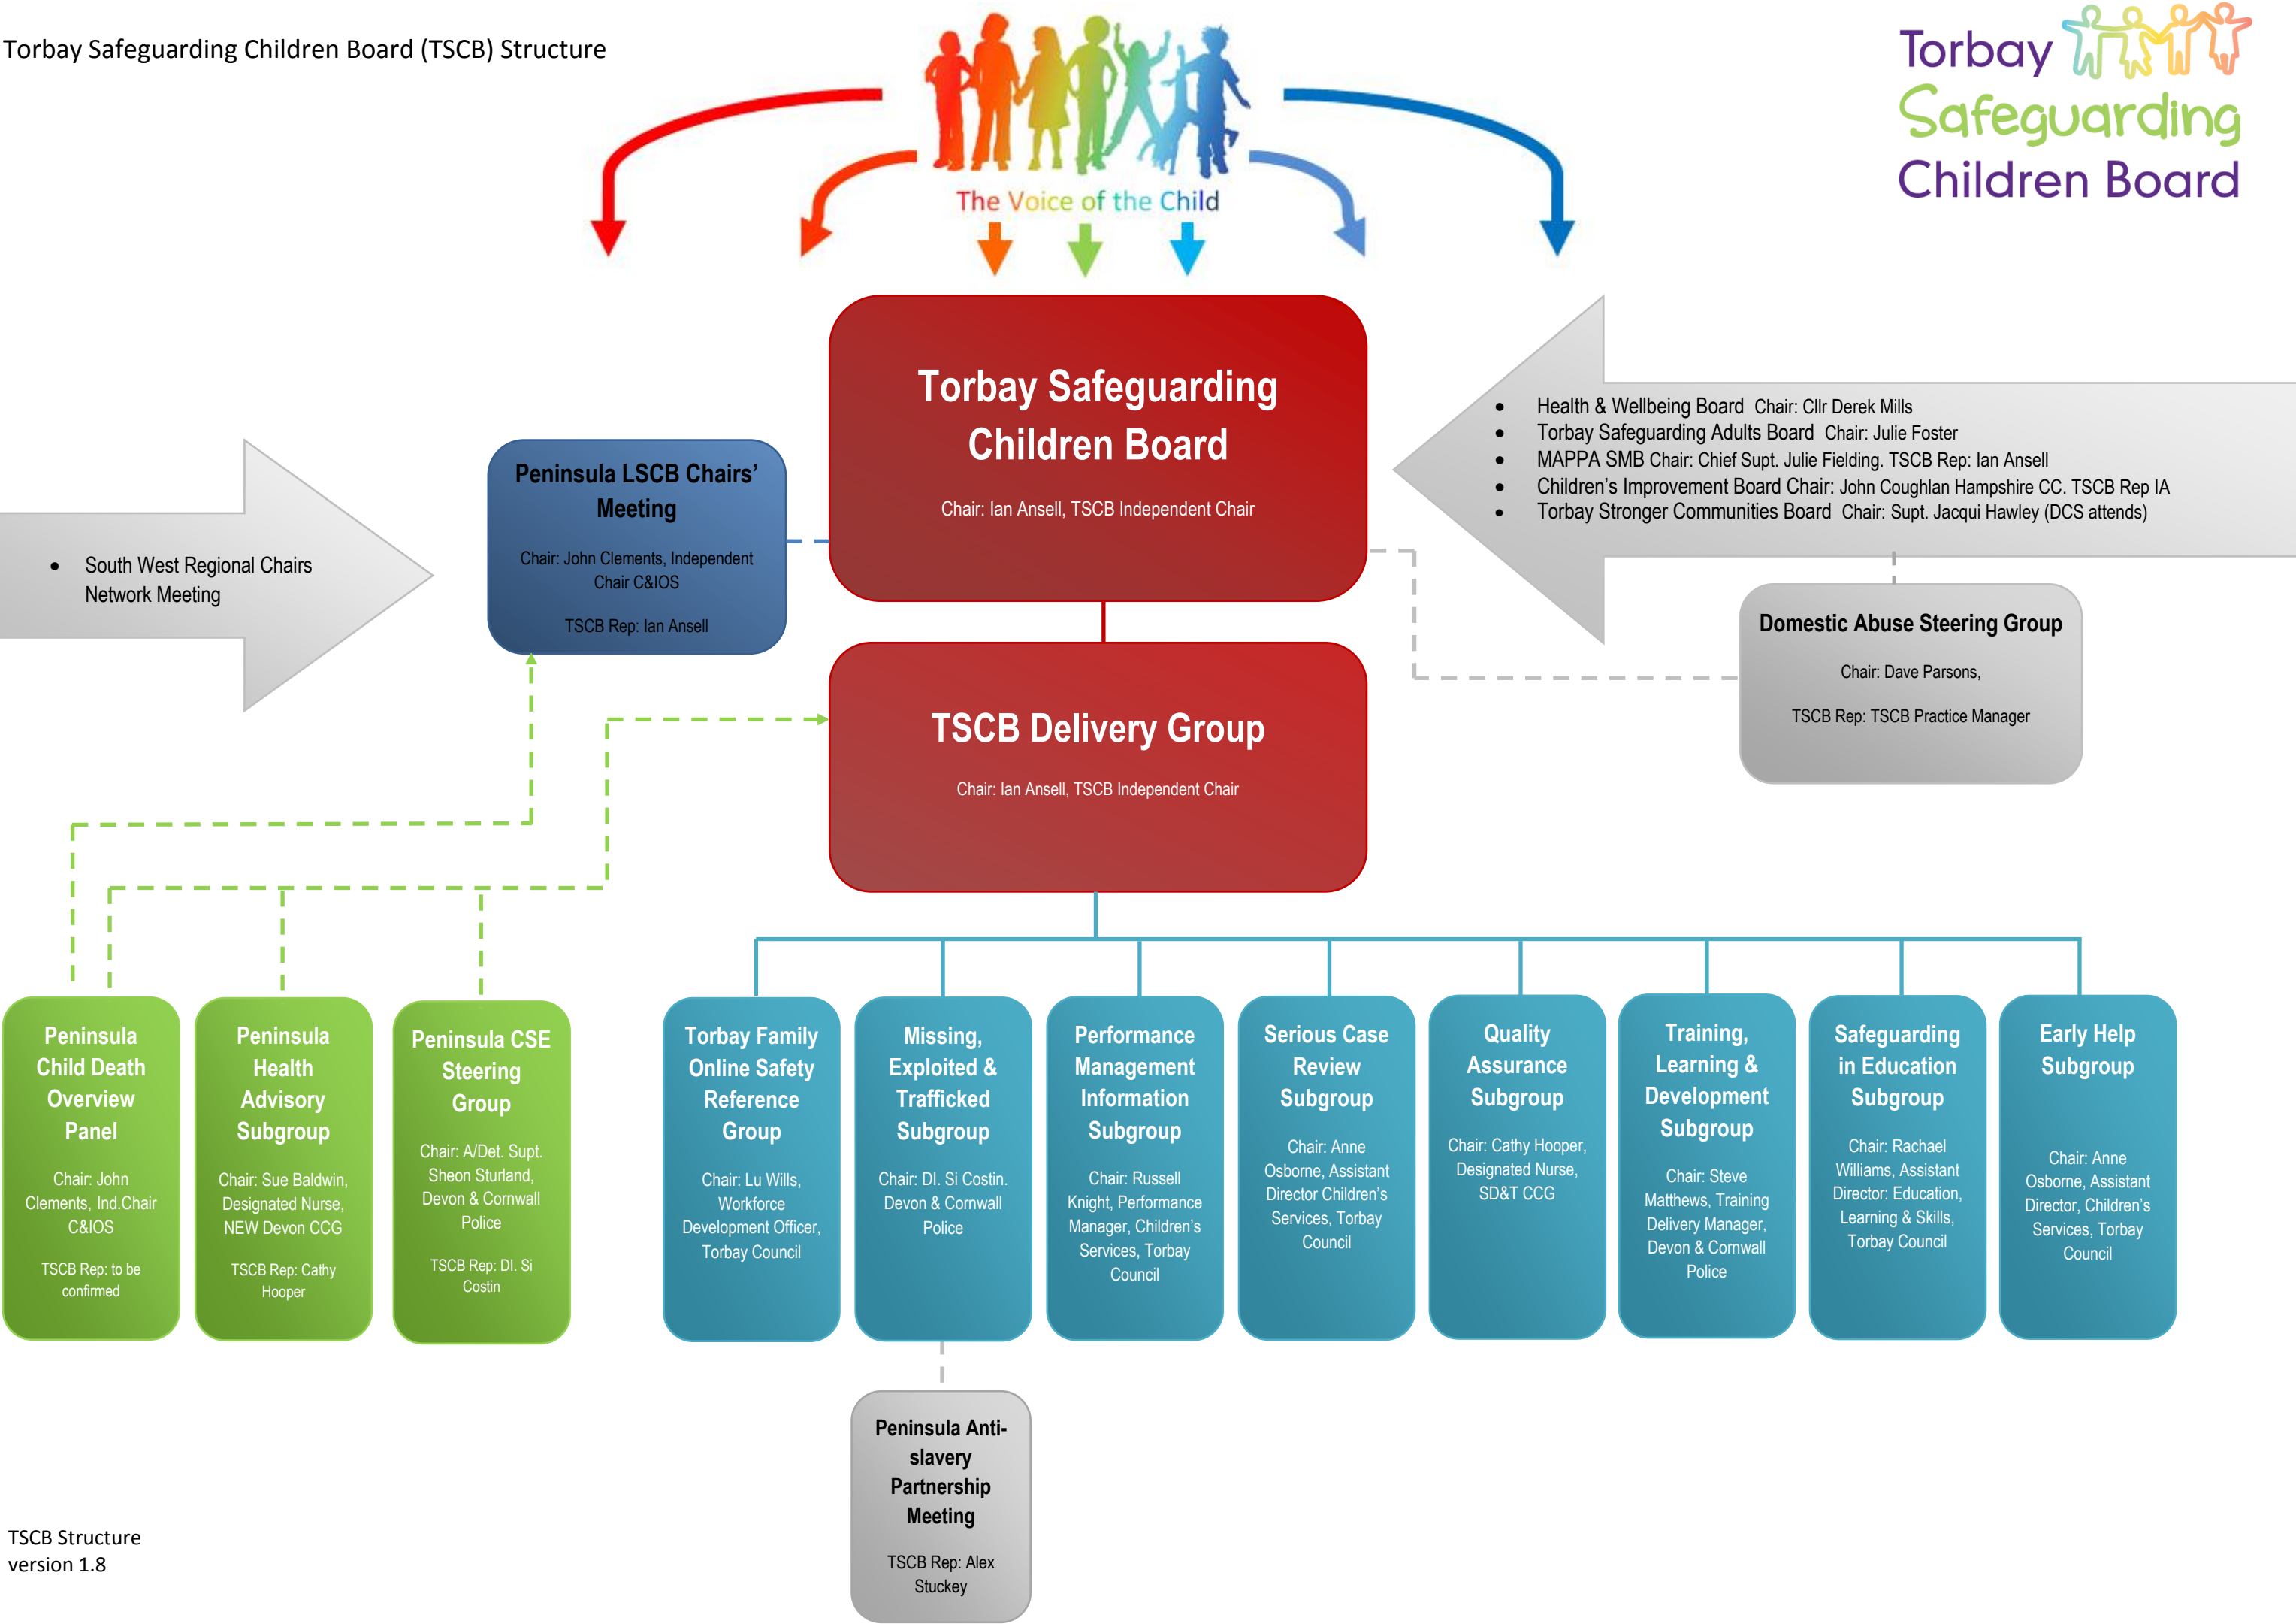 Torbay Safeguarding Children Board (TSCB) Structure
The Voice of the Child
Torbay
Safeguarding
Children Board
Torbay Safeguarding
Children Board
Chair: Ian Ansell, TSCB Independent Chair
• Health & Wellbeing Board Chair: Cllr Derek Mills
• Torbay Safeguarding Adults Board Chair: Julie Foster
• MAPPA SMB Chair: Chief Supt. Julie Fielding. TSCB Rep: Ian Ansell
• Children's Improvement Board Chair: John Coughlan Hampshire CC. TSCB Rep IA
• Torbay Stronger Communities Board Chair: Supt. Jacqui Hawley (DCS attends)
Peninsula LSCB Chairs'
Meeting
Chair: John Clements, Independent
Chair C&IOS
TSCB Rep: Ian Ansell
• South West Regional Chairs
Network Meeting
Domestic Abuse Steering Group
Chair: Dave Parsons,
TSCB Rep: TSCB Practice Manager
TSCB Delivery Group
Chair: Ian Ansell, TSCB Independent Chair
Peninsula
Child Death
Overview
Panel
Chair: John
Clements, Ind.Chair
C&IOS
TSCB Rep: to be
confirmed
Peninsula
Health
Advisory
Subgroup
Chair: Sue Baldwin,
Designated Nurse,
NEW Devon CCG
TSCB Rep: Cathy
Hooper
Peninsula CSE
Steering
Group
Chair: A/Det. Supt.
Sheon Sturland,
Devon & Cornwall
Police
TSCB Rep: DI. Si
Costin
Torbay Family
Online Safety
Reference
Group
Chair: Lu Wills,
Workforce
Development Officer,
Torbay Council
Missing,
Exploited &
Trafficked
Subgroup
Chair: DI. Si Costin.
Devon & Cornwall
Police
Performance
Management
Information
Subgroup
Chair: Russell
Knight, Performance
Manager, Children's
Services, Torbay
Council
Serious Case
Review
Subgroup
Chair: Anne
Osborne, Assistant
Director Children's
Services, Torbay
Council
Quality
Assurance
Subgroup
Chair: Cathy Hooper,
Designated Nurse,
SD&T CCG
Training,
Learning &
Development
Subgroup
Chair: Steve
Matthews, Training
Delivery Manager,
Devon & Cornwall
Police
Safeguarding
in Education
Subgroup
Chair: Rachael
Williams, Assistant
Director: Education,
Learning & Skills,
Torbay Council
Early Help
Subgroup
Chair: Anne
Osborne, Assistant
Director, Children's
Services, Torbay
Council
Peninsula Anti-
slavery
Partnership
Meeting
TSCB Rep: Alex
Stuckey
TSCB Structure
version 1.8